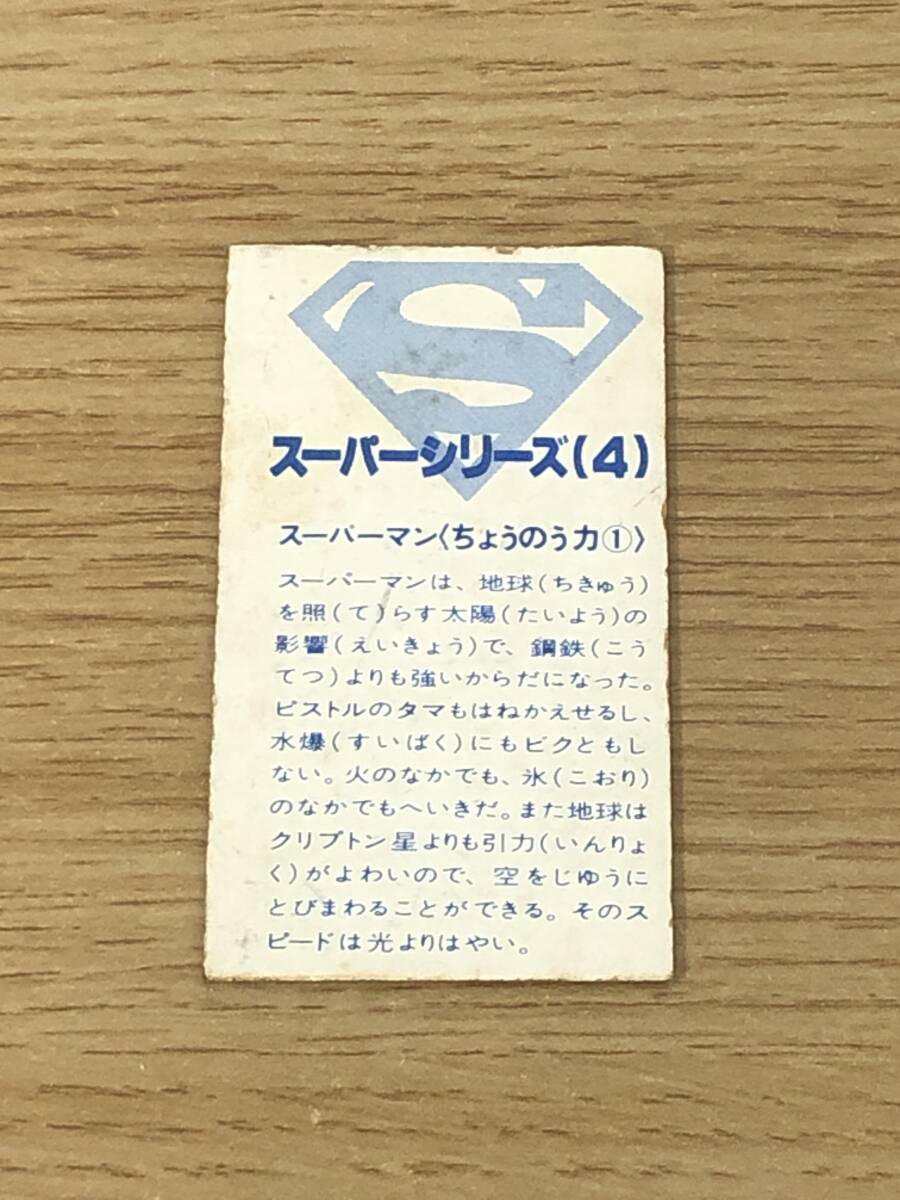 S
スーパーシリーズ(4)
スーパーマン〈ちょうのう力①〉
スーパーマンは、地球(ちきゅう)
を照(て)らす太陽(たいよう)の
影響(えいきょう)で、鋼鉄(こう
てつ)よりも強いからだになった。
ピストルのタマもはねかえせるし、
水爆(すいばく)にもビクともし
ない。火のなかでも、氷(こおり)
のなかでもへいきだ。また地球は
クリプトン星よりも引力(いんりょ
く)がよわいので、空をじゆうに
とびまわることができる。そのス
ピードは光よりはやい。